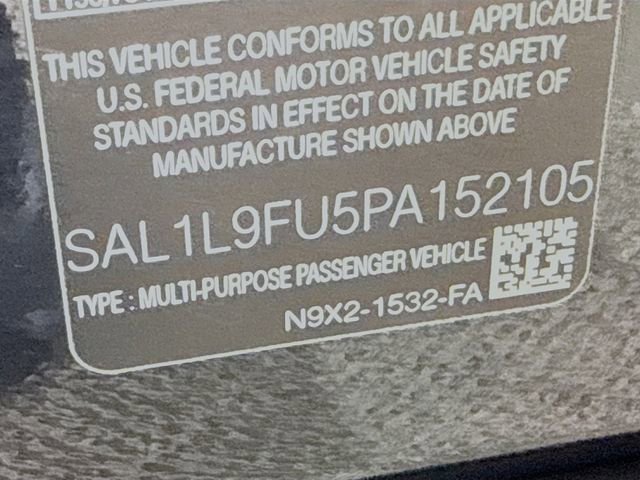 THIS VEHICLE CONFORMS TO ALL APPLICABLE
U.S. FEDERAL MOTOR VEHICLE SAFETY
STANDARDS IN EFFECT ON THE DATE OF
MANUFACTURE SHOWN ABOVE
SAL1L9FU5PA152105
TYPE : MULTI-PURPOSE PASSENGER VEHICLE
N9X2-1532-FA